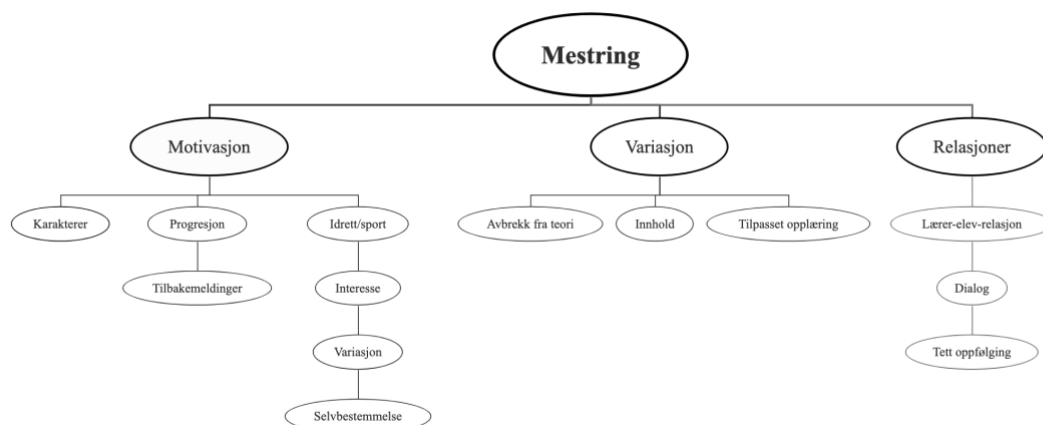 Mestring
Motivasjon
Variasjon
Relasjoner
Karakterer
Progresjon
Idrett/sport
Avbrekk fra teori
Innhold
Tilpasset opplæring
Lærer-elev-relasjon
Tilbakemeldinger
Interesse
Dialog
Variasjon
Tett oppfølging
Selvbestemmelse